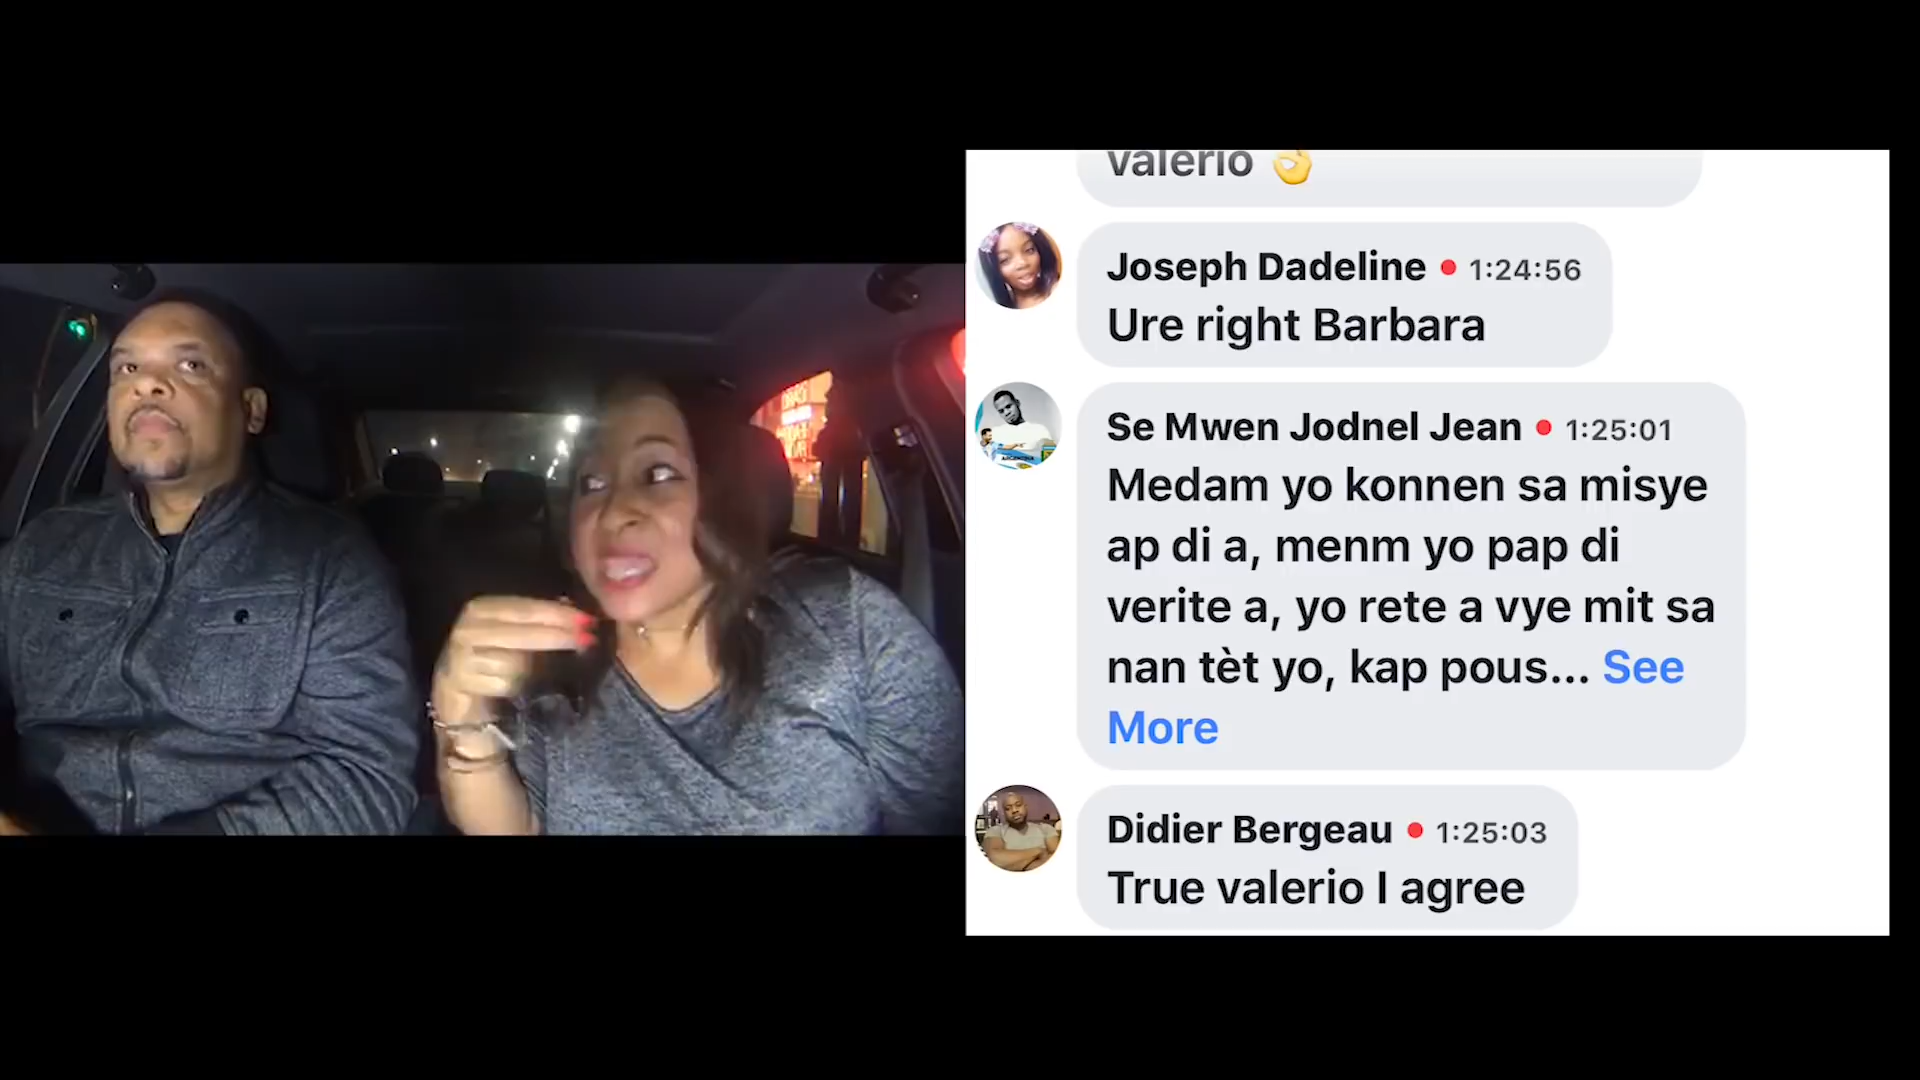 valerio 👌
Joseph Dadeline • 1:24:56
Ure right Barbara
Se Mwen Jodnel Jean • 1:25:01
Medam yo konnen sa misye
ap di a, menm yo pap di
verite a, yo rete a vye mit sa
nan tèt yo, kap pous... See
More
Didier Bergeau • 1:25:03
True valerio I agree